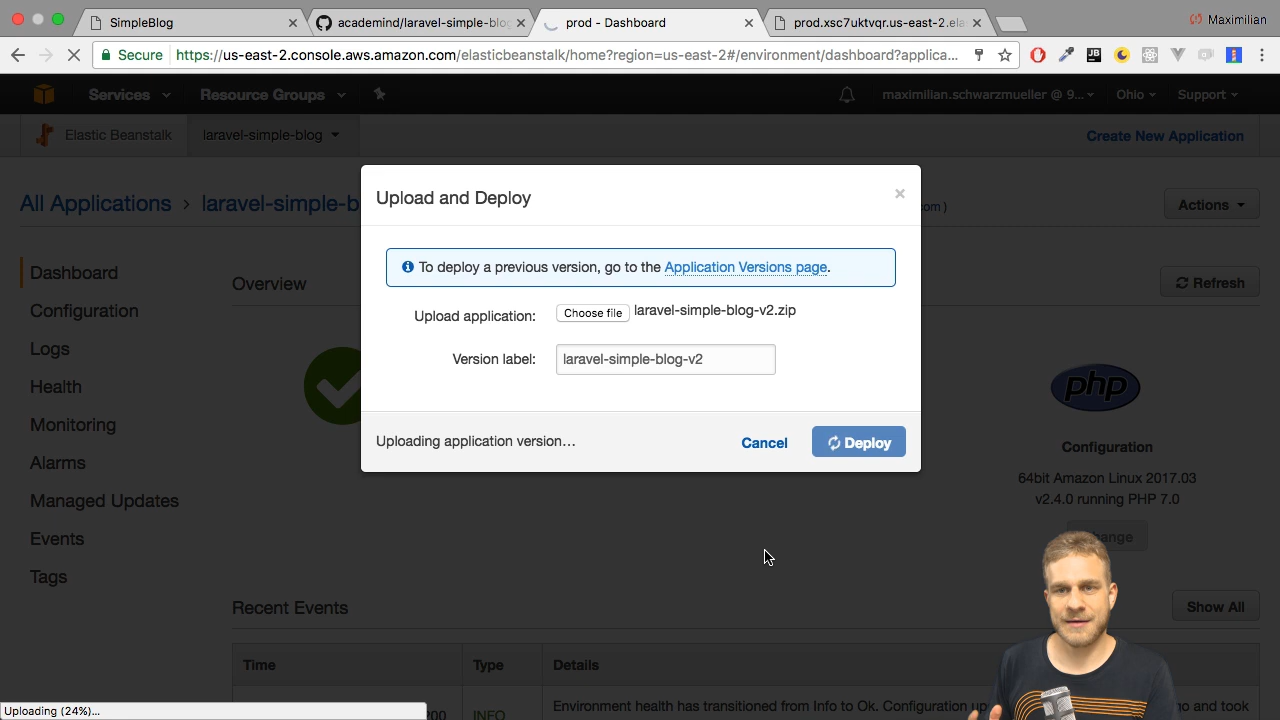 SimpleBlog
academind/laravel-simple-blog
prod - Dashboard
prod.xsc7uktvqr.us-east-2.ela
Maximilian
Secure
https://us-east-2.console.aws.amazon.com/elasticbeanstalk/home?region=us-east-2#/environment/dashboard?applica...
JB
Services
Resource Groups
maximilian.schwarzmueller @ 9...
Ohio
Support
Elastic Beanstalk
laravel-simple-blog
Create New Application
All Applications › laravel-simple-b
com )
Actions
Upload and Deploy
To deploy a previous version, go to the Application Versions page.
Upload application:
Choose file
laravel-simple-blog-v2.zip
Version label:
laravel-simple-blog-v2
Uploading application version…
Cancel
Deploy
Dashboard
Configuration
Logs
Health
Monitoring
Alarms
Managed Updates
Events
Tags
Overview
Refresh
php
Configuration
64bit Amazon Linux 2017.03
v2.4.0 running PHP 7.0
hange
Recent Events
Show All
Time
Type
Details
INFO
Environment health has transitioned from Info to Ok. Configuration up
no and took
Uploading (24%)...